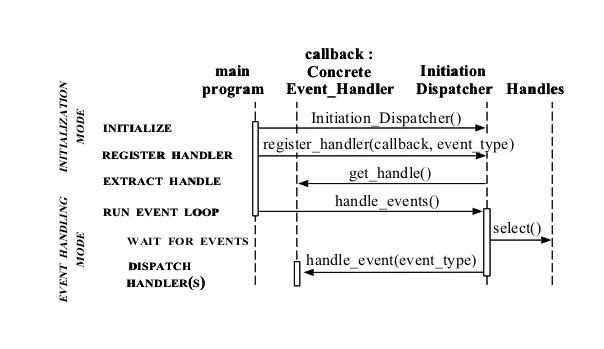 callback :
main Concrete Initiation
program Event_Handler Dispatcher Handles
INITIALIZATION
MODE
INITIALIZE Initiation_Dispatcher()
REGISTER HANDLER register_handler(callback, event_type)
EXTRACT HANDLE get_handle()
EVENT HANDLING
MODE
RUN EVENT LOOP handle_events()
WAIT FOR EVENTS select()
DISPATCH handle_event(event_type)
HANDLER(S)